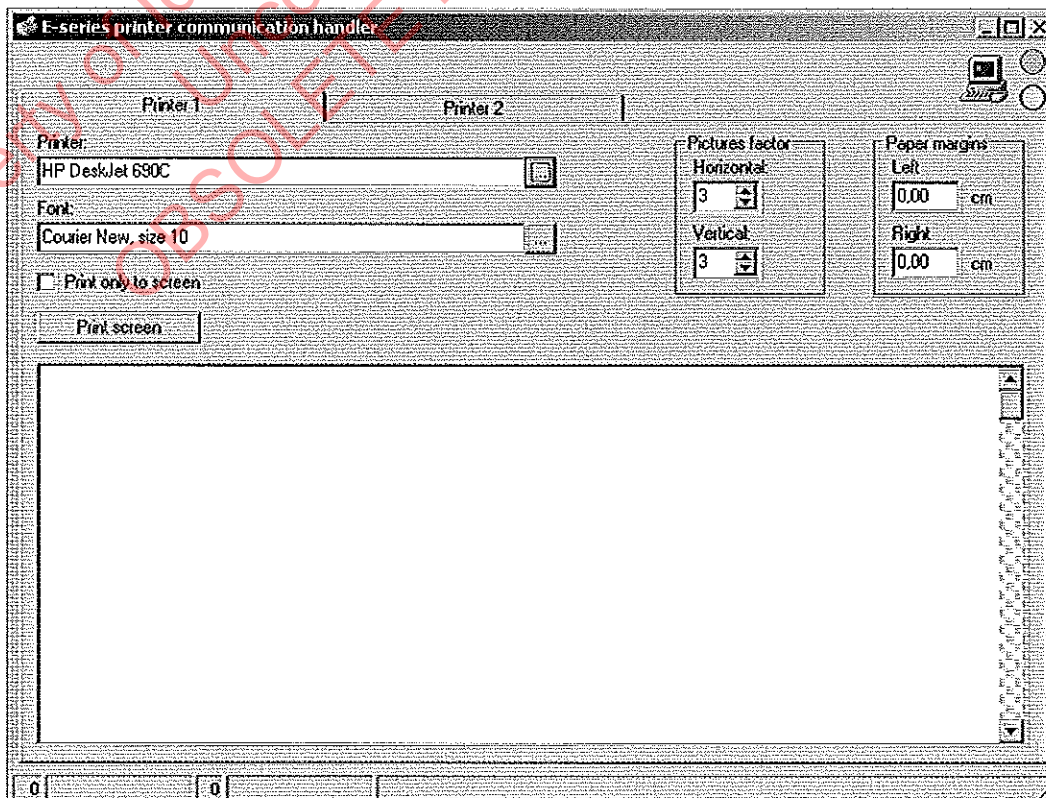 E-series printer communication handler
Printer 1 Printer 2
Printer:
HP DeskJet 690C
Font:
Courier New, size 10
...
Print only to screen
Print screen
Pictures factor
Horizontal:
3
Vertical:
3
Paper margins
Left
0,00 cm
Right
0,00 cm
0 0
OBSOLETE